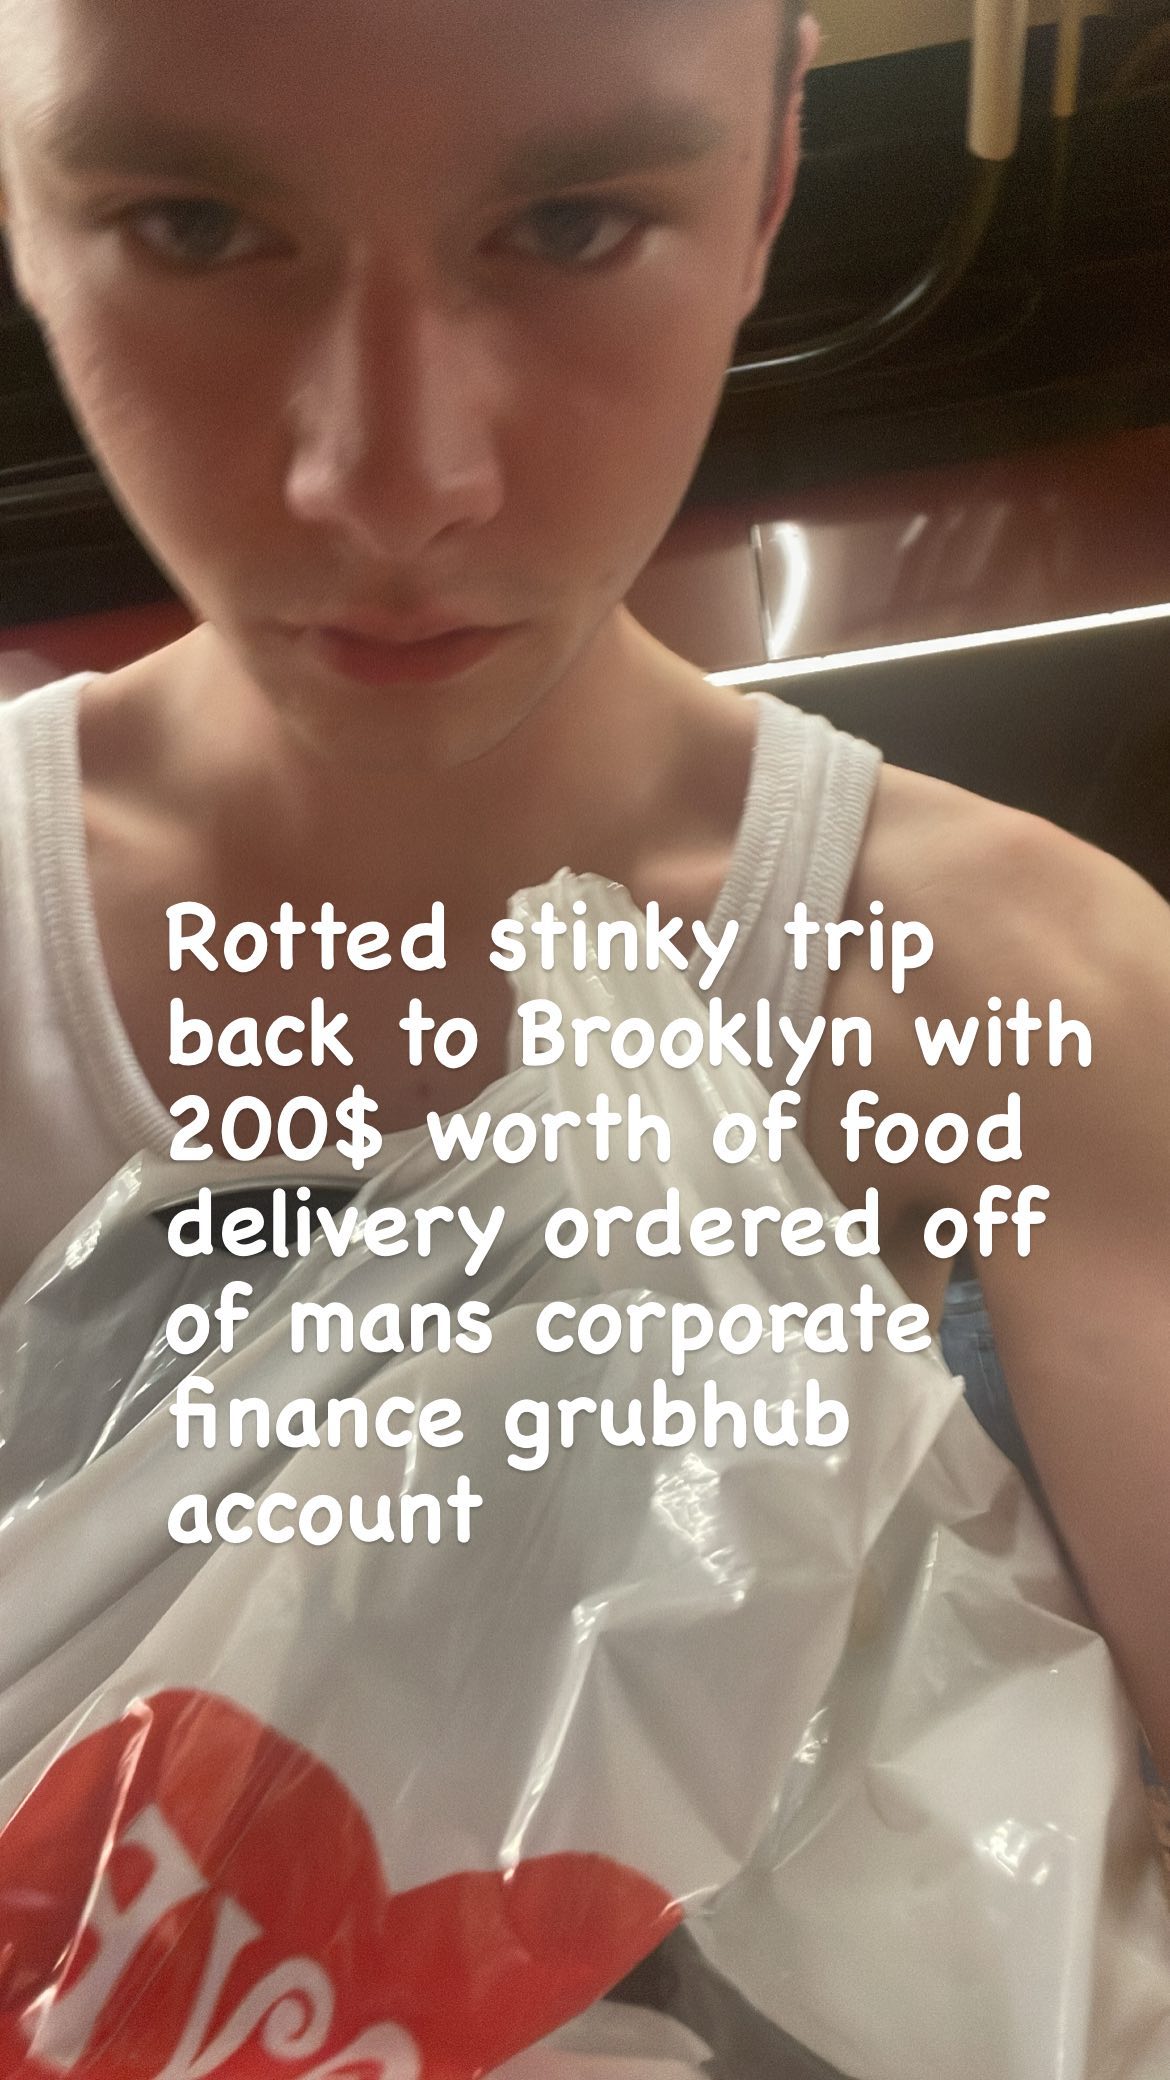 Rotted stinky trip
back to Brooklyn with
200$ worth of food
delivery ordered off
of mans corporate
finance grubhub
account